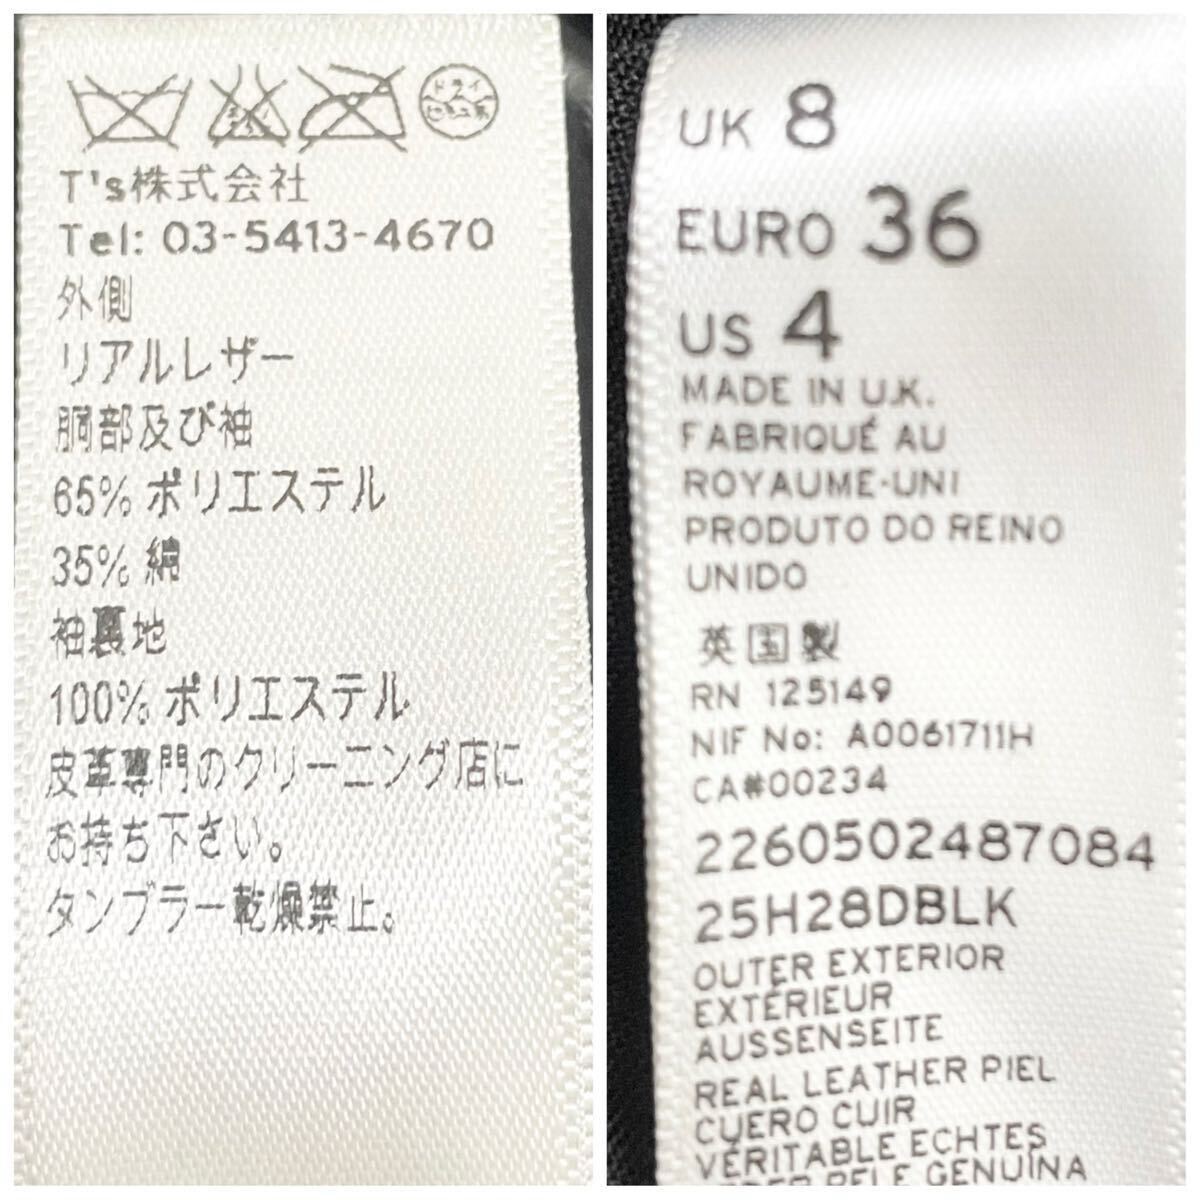 ドライ
T's株式会社
Tel: 03-5413-4670
外側
リアルレザー
胴部及び袖
65% ポリエステル
35% 綿
袖裏地
100% ポリエステル
皮革専門のクリーニング店に
お持ち下さい。
タンブラー乾燥禁止。
UK 8
EURO 36
US 4
MADE IN U.K.
FABRIQUÉ AU
ROYAUME-UNI
PRODUTO DO REINO
UNIDO
英国製
RN 125149
NIF No: A0061711H
CA#00234
2260502487084
25H28DBLK
OUTER EXTERIOR
EXTÉRIEUR
AUSSENSEITE
REAL LEATHER PIEL
CUERO CUIR
VÉRITABLE ECHTES
PELE GENUÍNA